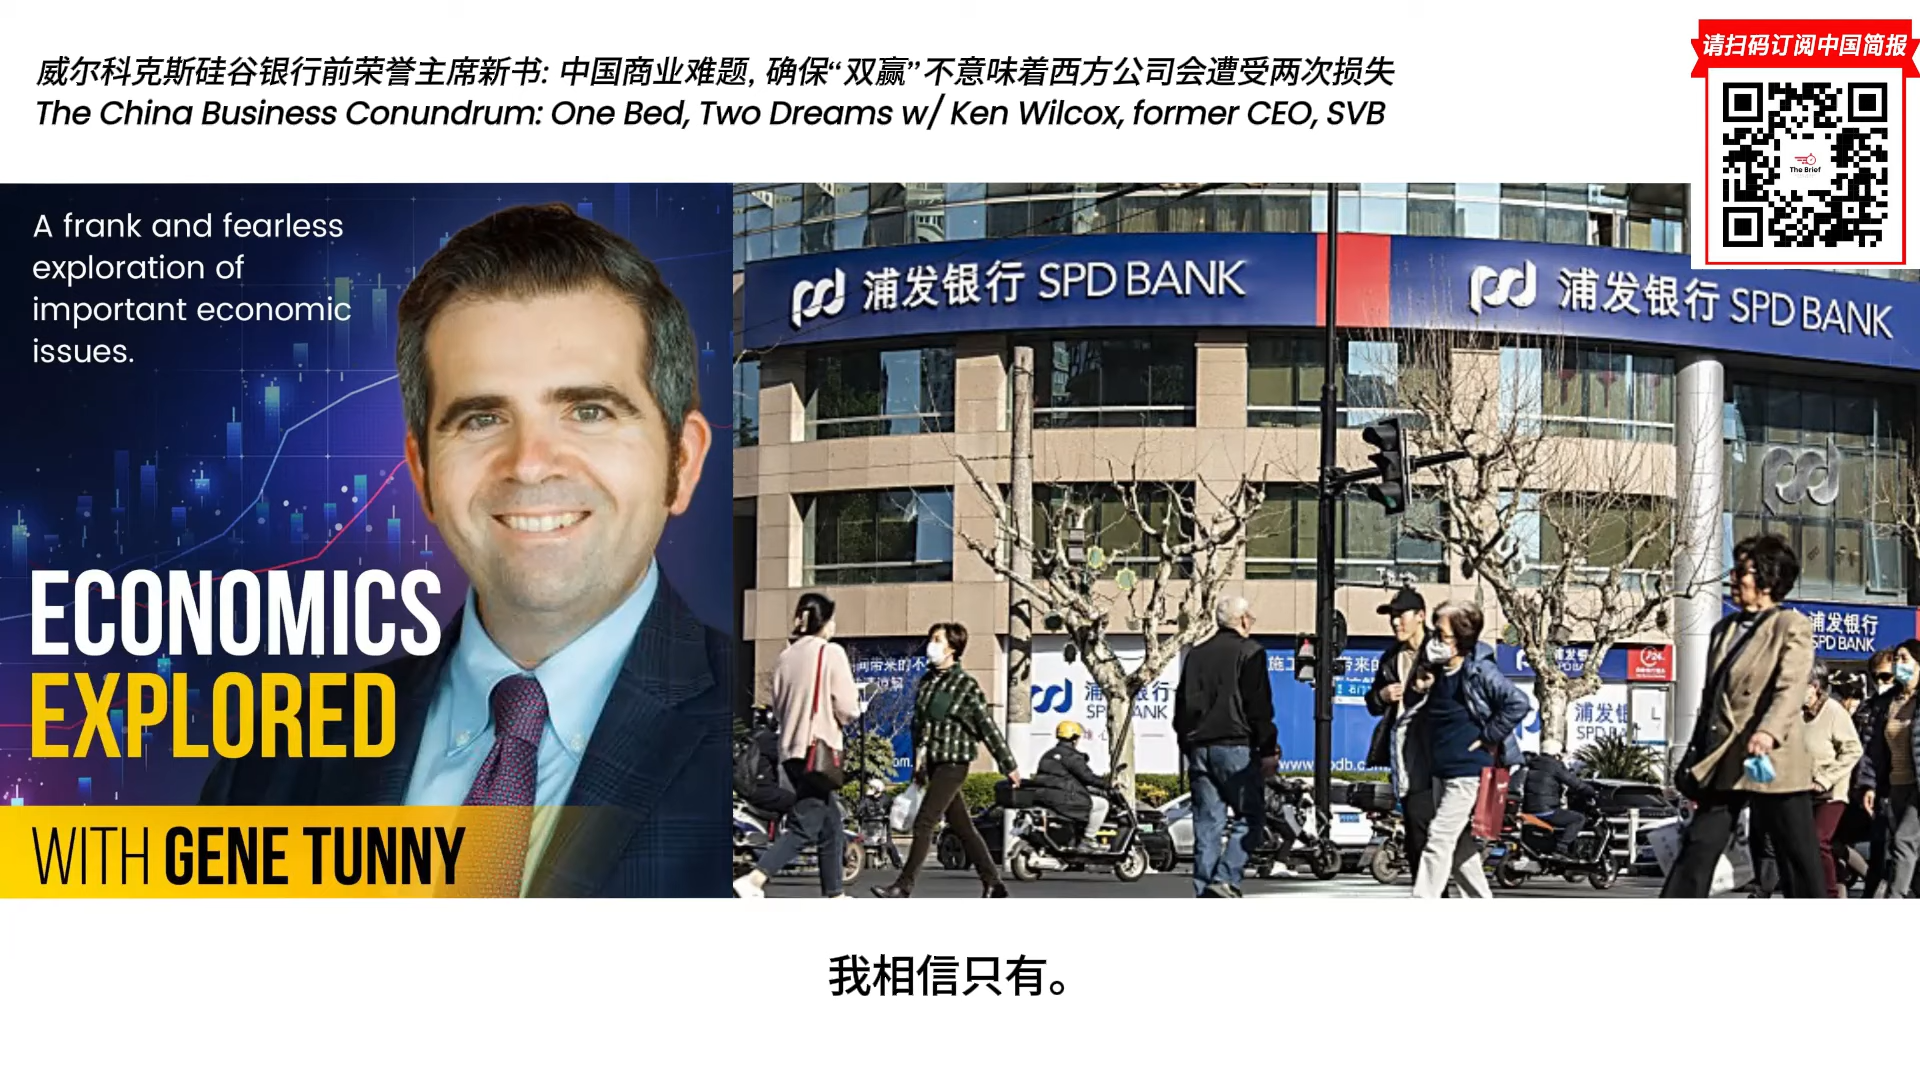 威尔科克斯硅谷银行前荣誉主席新书: 中国商业难题, 确保“双赢”不意味着西方公司会遭受两次损失
The China Business Conundrum: One Bed, Two Dreams w/ Ken Wilcox, former CEO, SVB
请扫码订阅中国简报
The Brief
A frank and fearless
exploration of
important economic
issues.
ECONOMICS
EXPLORED
WITH GENE TUNNY
浦发银行 SPD BANK
浦发银行 SPD BANK
浦发银行
SPD BANK
我相信只有。